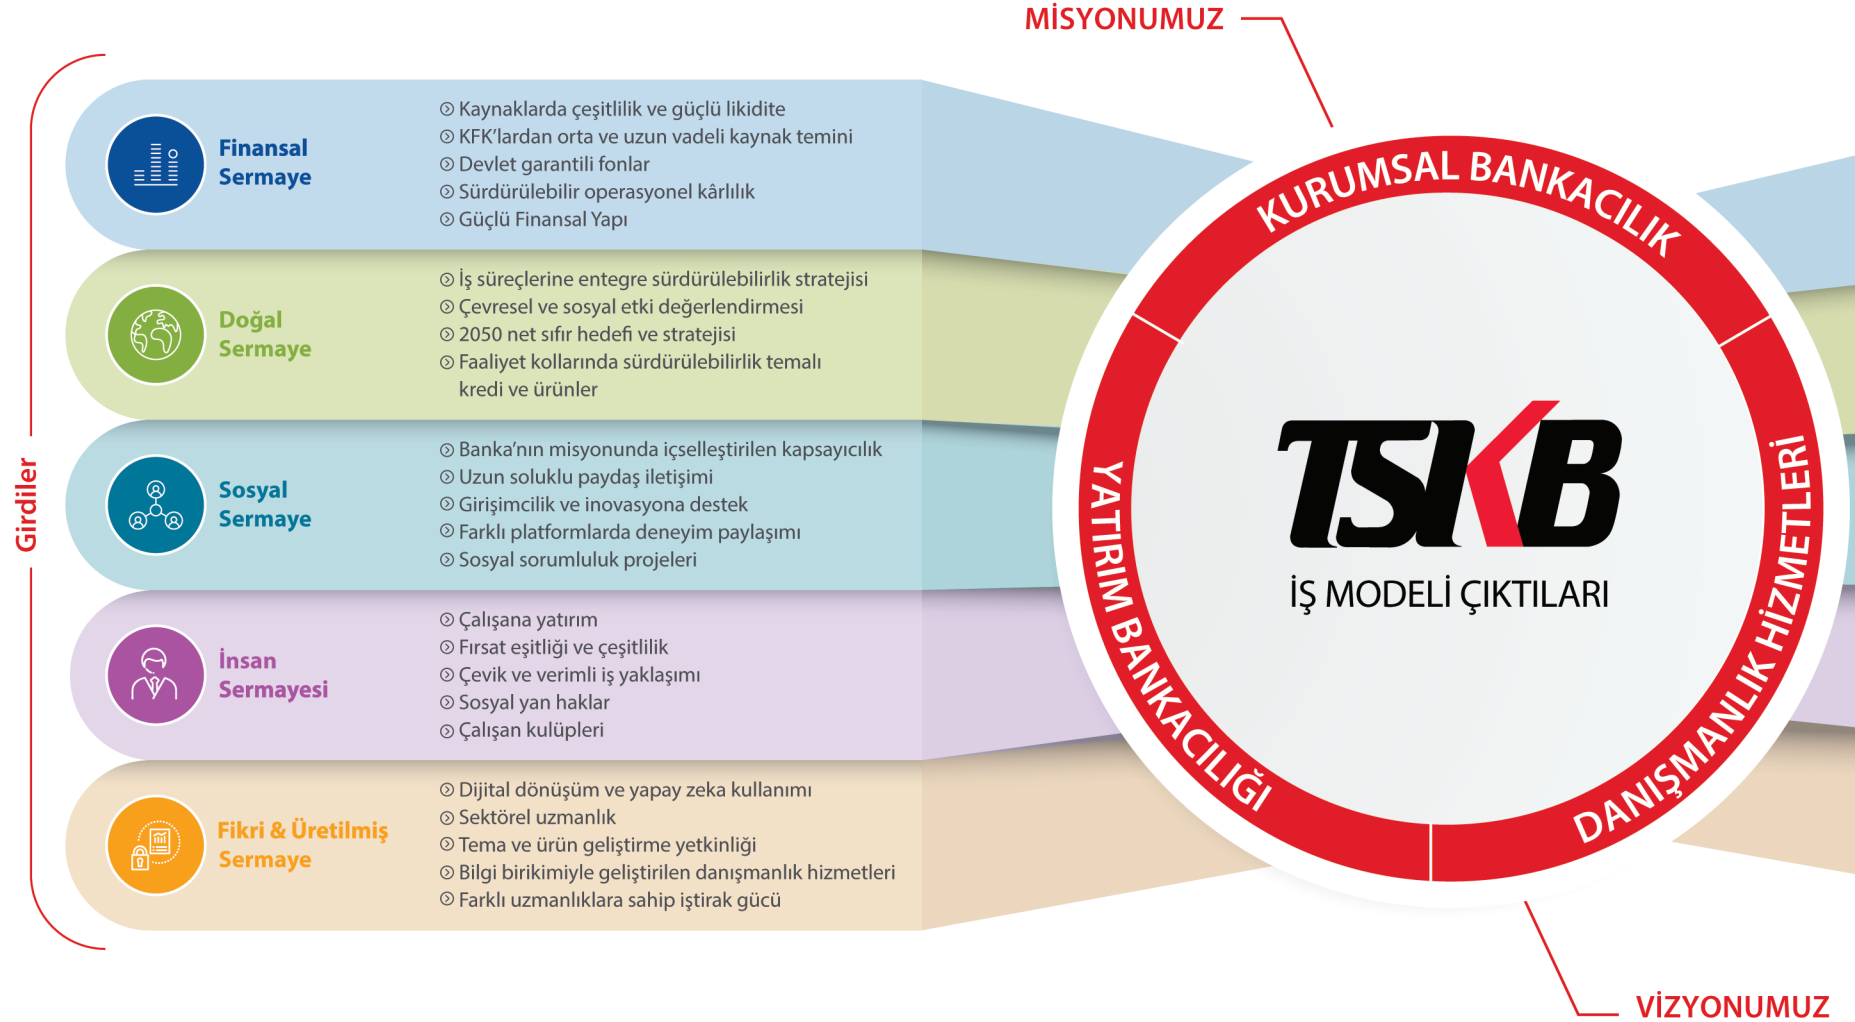 MİSYONUMUZ
Girdiler
Finansal
Sermaye
Kaynaklarda çeşitlilik ve güçlü likidite
KFK'lardan orta ve uzun vadeli kaynak temini
Devlet garantili fonlar
Sürdürülebilir operasyonel kârlılık
Güçlü Finansal Yapı
Doğal
Sermaye
İş süreçlerine entegre sürdürülebilirlik stratejisi
Çevresel ve sosyal etki değerlendirmesi
2050 net sıfır hedefi ve stratejisi
Faaliyet kollarında sürdürülebilirlik temalı
kredi ve ürünler
Sosyal
Sermaye
Banka'nın misyonunda içselleştirilen kapsayıcılık
Uzun soluklu paydaş iletişimi
Girişimcilik ve inovasyona destek
Farklı platformlarda deneyim paylaşımı
Sosyal sorumluluk projeleri
İnsan
Sermayesi
Çalışana yatırım
Fırsat eşitliği ve çeşitlilik
Çevik ve verimli iş yaklaşımı
Sosyal yan haklar
Çalışan kulüpleri
Fikri & Üretilmiş
Sermaye
Dijital dönüşüm ve yapay zeka kullanımı
Sektörel uzmanlık
Tema ve ürün geliştirme yetkinliği
Bilgi birikimiyle geliştirilen danışmanlık hizmetleri
Farklı uzmanlıklara sahip iştirak gücü
KURUMSAL BANKACILIK
YATIRIM BANKACILIĞI
DANIŞMANLIK HİZMETLERİ
TSKB
İŞ MODELİ ÇIKTILARI
VİZYONUMUZ